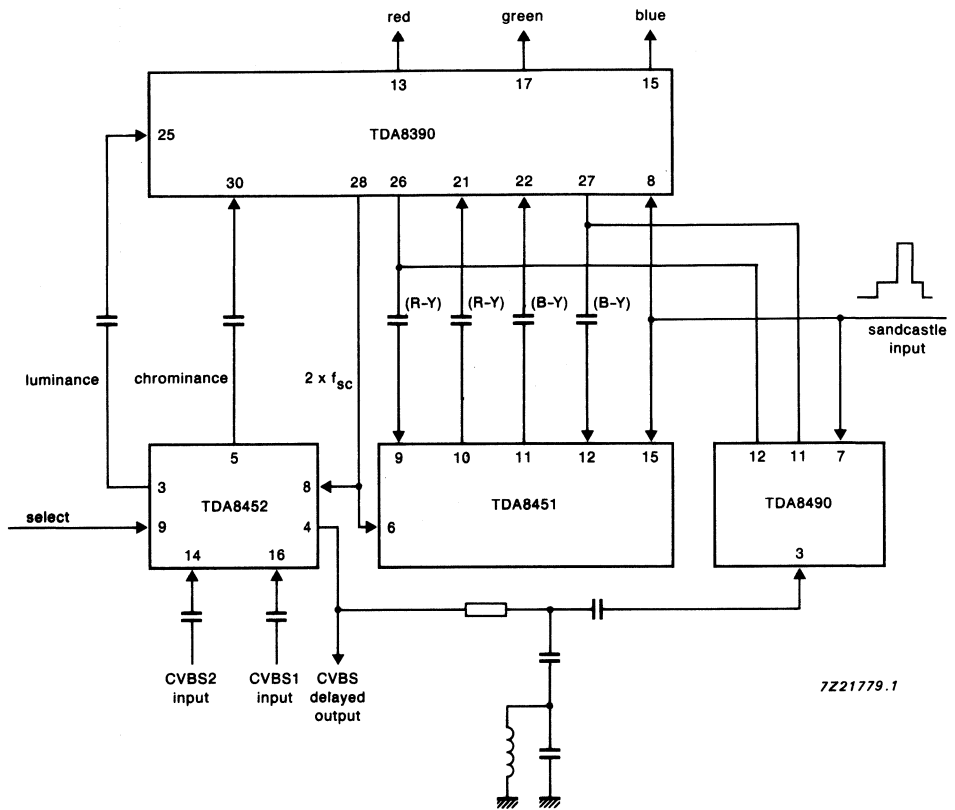 red green blue
13 17 15
25 TDA8390
30 28 26 21 22 27 8
(R-Y) (R-Y) (B-Y) (B-Y)
sandcastle
input
luminance chrominance 2 x fsc
5 9 10 11 12 15 12 11 7
3 8
TDA8452 TDA8451 TDA8490
select
9 4 6
14 16 3
CVBS2
input
CVBS1
input
CVBS
delayed
output
7Z21779.1